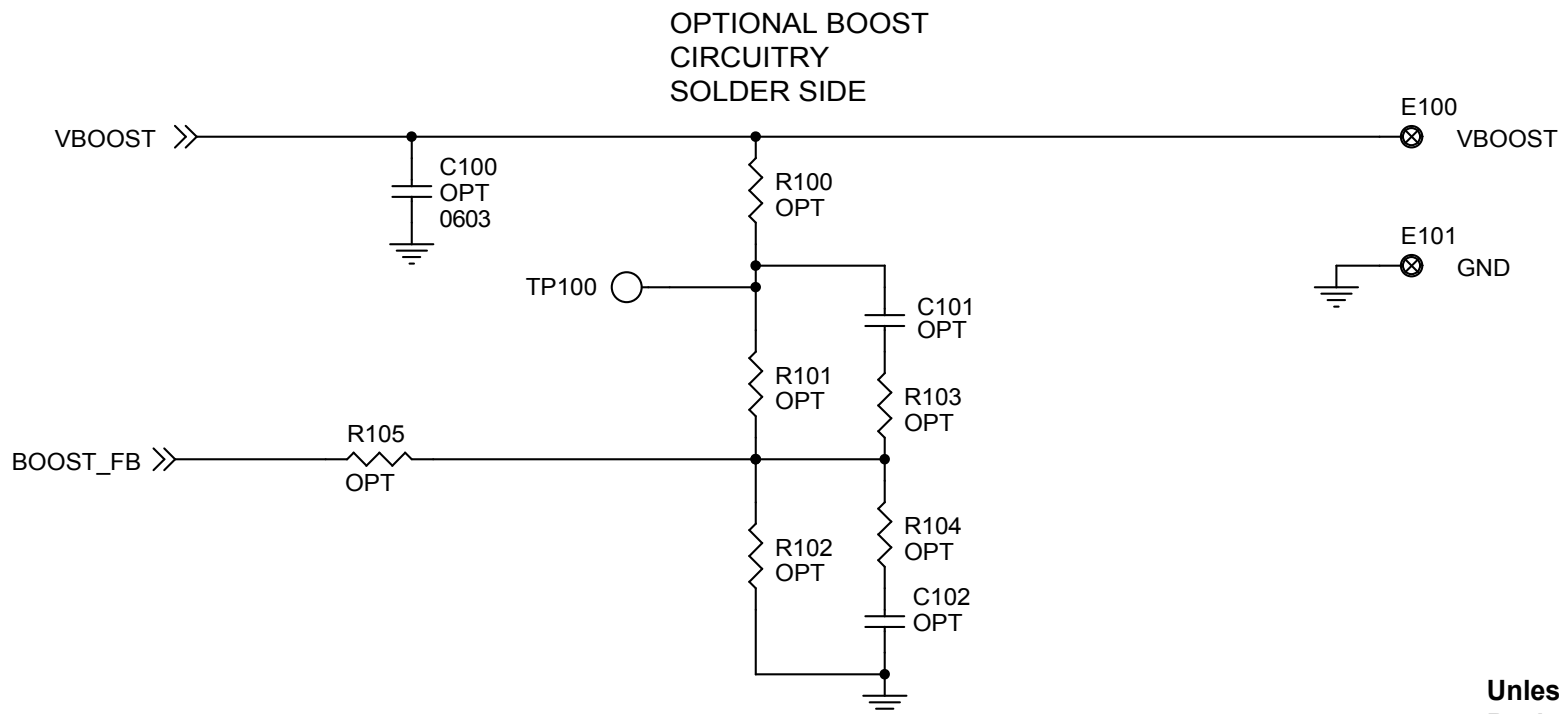 OPTIONAL BOOST
CIRCUITRY
SOLDER SIDE
E100
VBOOST
VBOOST
C100
OPT
0603
R100
OPT
E101
GND
TP100
C101
OPT
R101
OPT
R103
OPT
R105
BOOST_FB
OPT
R104
OPT
R102
OPT
C102
OPT
Unles